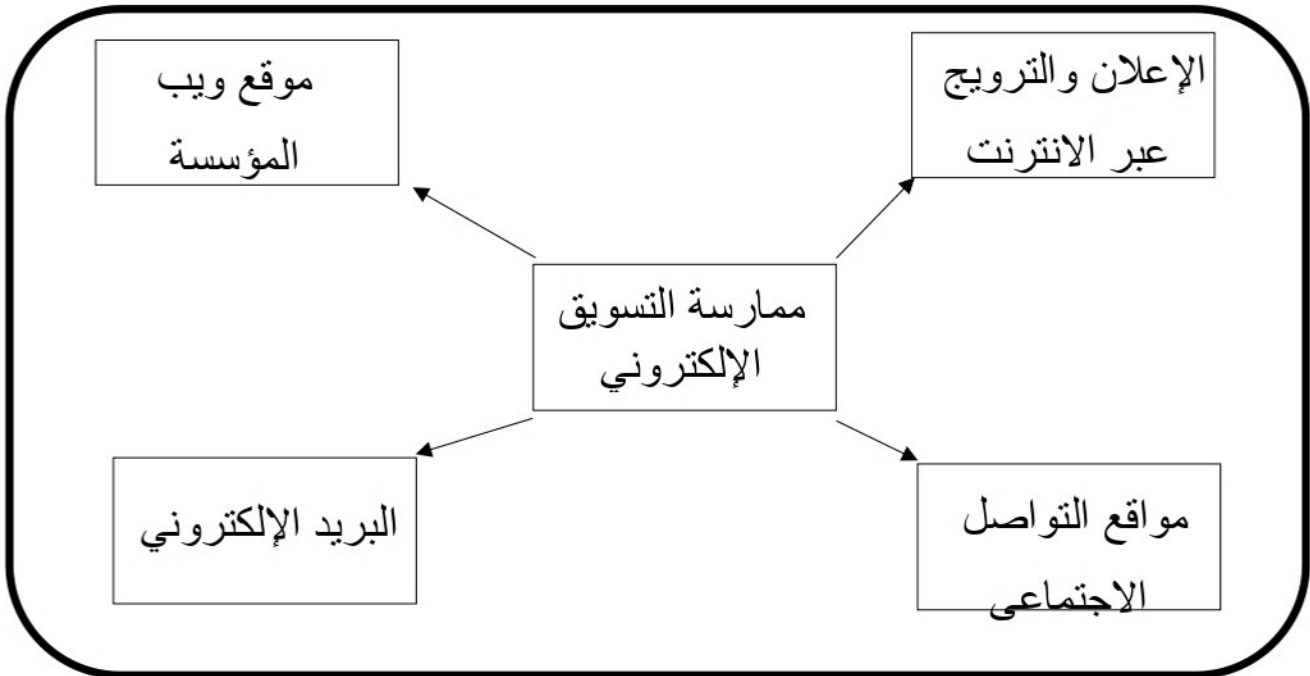 الإعلان والترويج
عبر الانترنت
موقع ويب
المؤسسة
ممارسة التسويق
الإلكتروني
مواقع التواصل
الاجتماعي
البريد الإلكتروني